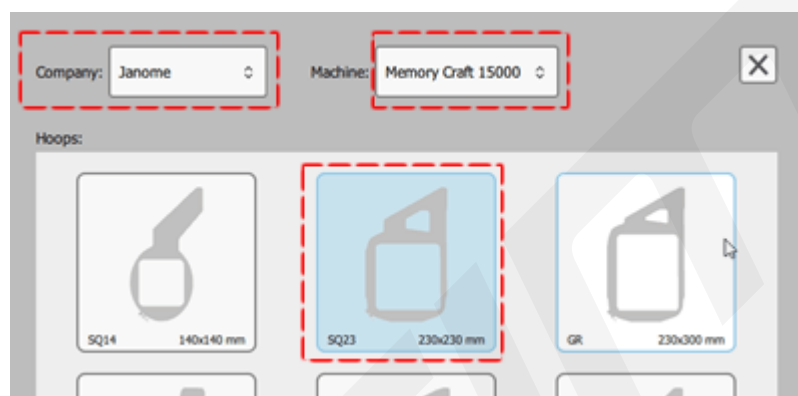 Company: Janome Machine: Memory Craft 15000
Hoops:
SQ14 140x140 mm SQ23 230x230 mm GR 230x300 mm